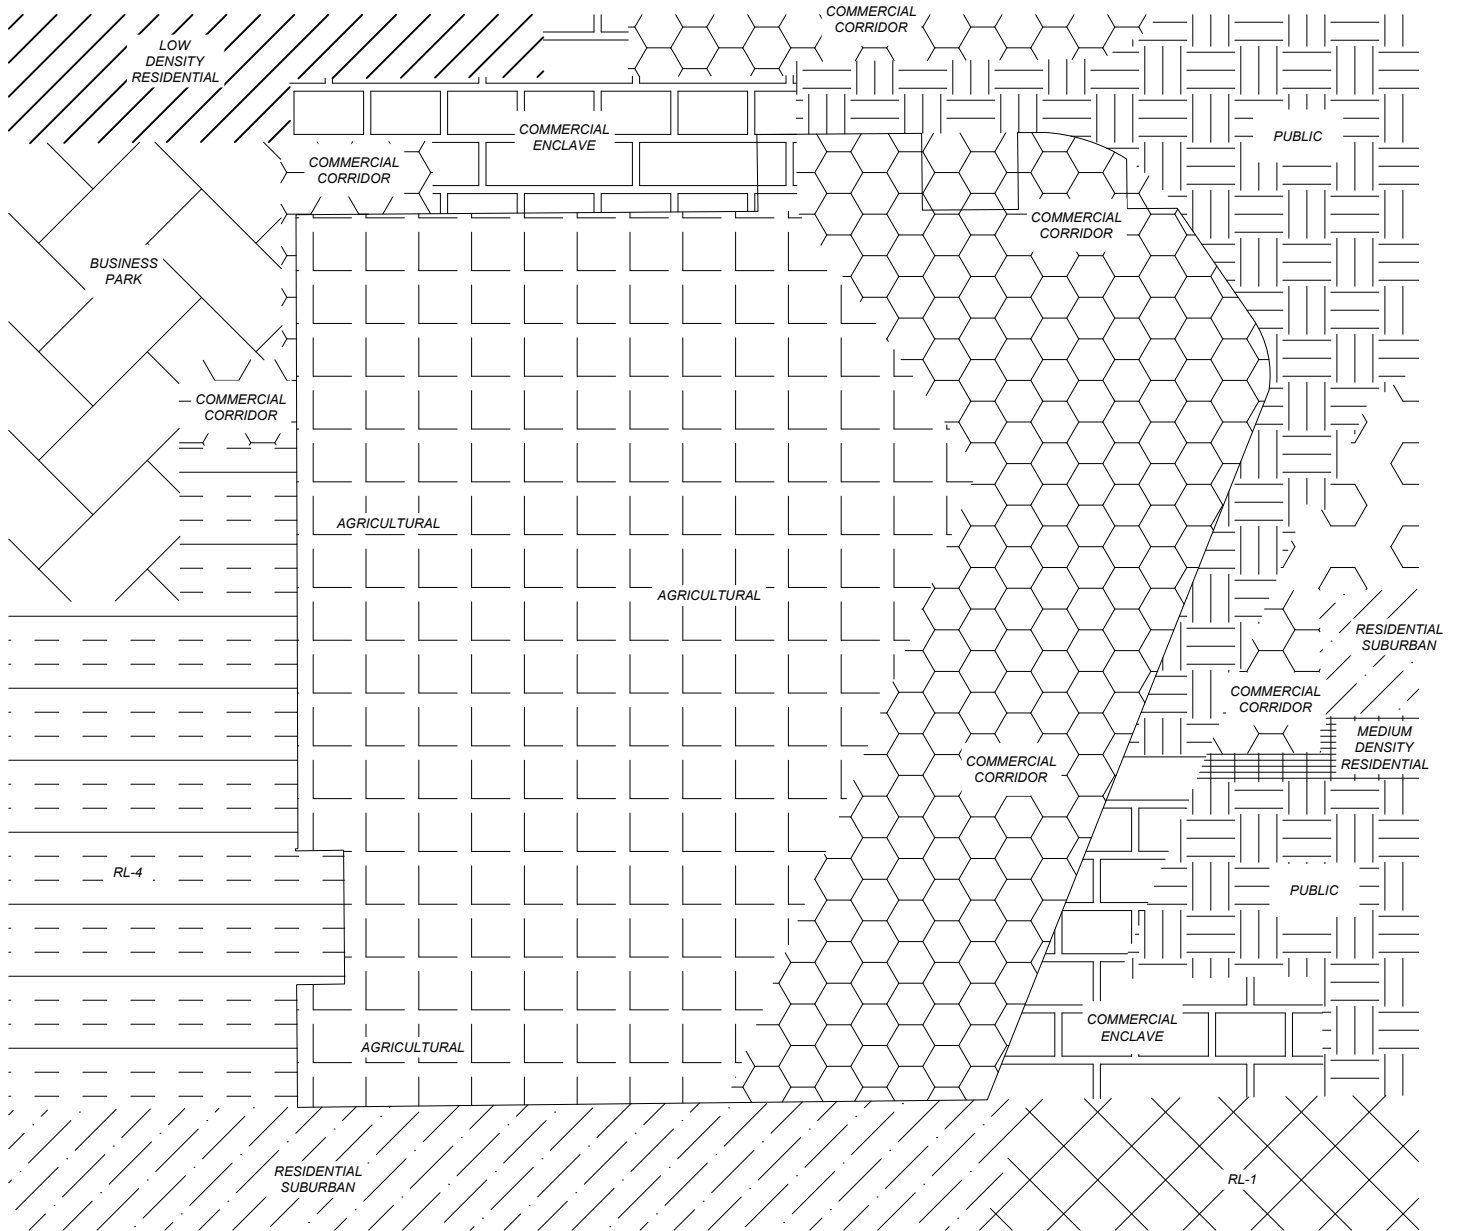 COMMERCIAL
CORRIDOR
LOW
DENSITY
RESIDENTIAL
COMMERCIAL
ENCLAVE
PUBLIC
COMMERCIAL
CORRIDOR
COMMERCIAL
CORRIDOR
BUSINESS
PARK
COMMERCIAL
CORRIDOR
AGRICULTURAL
AGRICULTURAL
RESIDENTIAL
SUBURBAN
COMMERCIAL
CORRIDOR
MEDIUM
DENSITY
RESIDENTIAL
COMMERCIAL
CORRIDOR
RL-4
PUBLIC
COMMERCIAL
ENCLAVE
AGRICULTURAL
RESIDENTIAL
SUBURBAN
RL-1